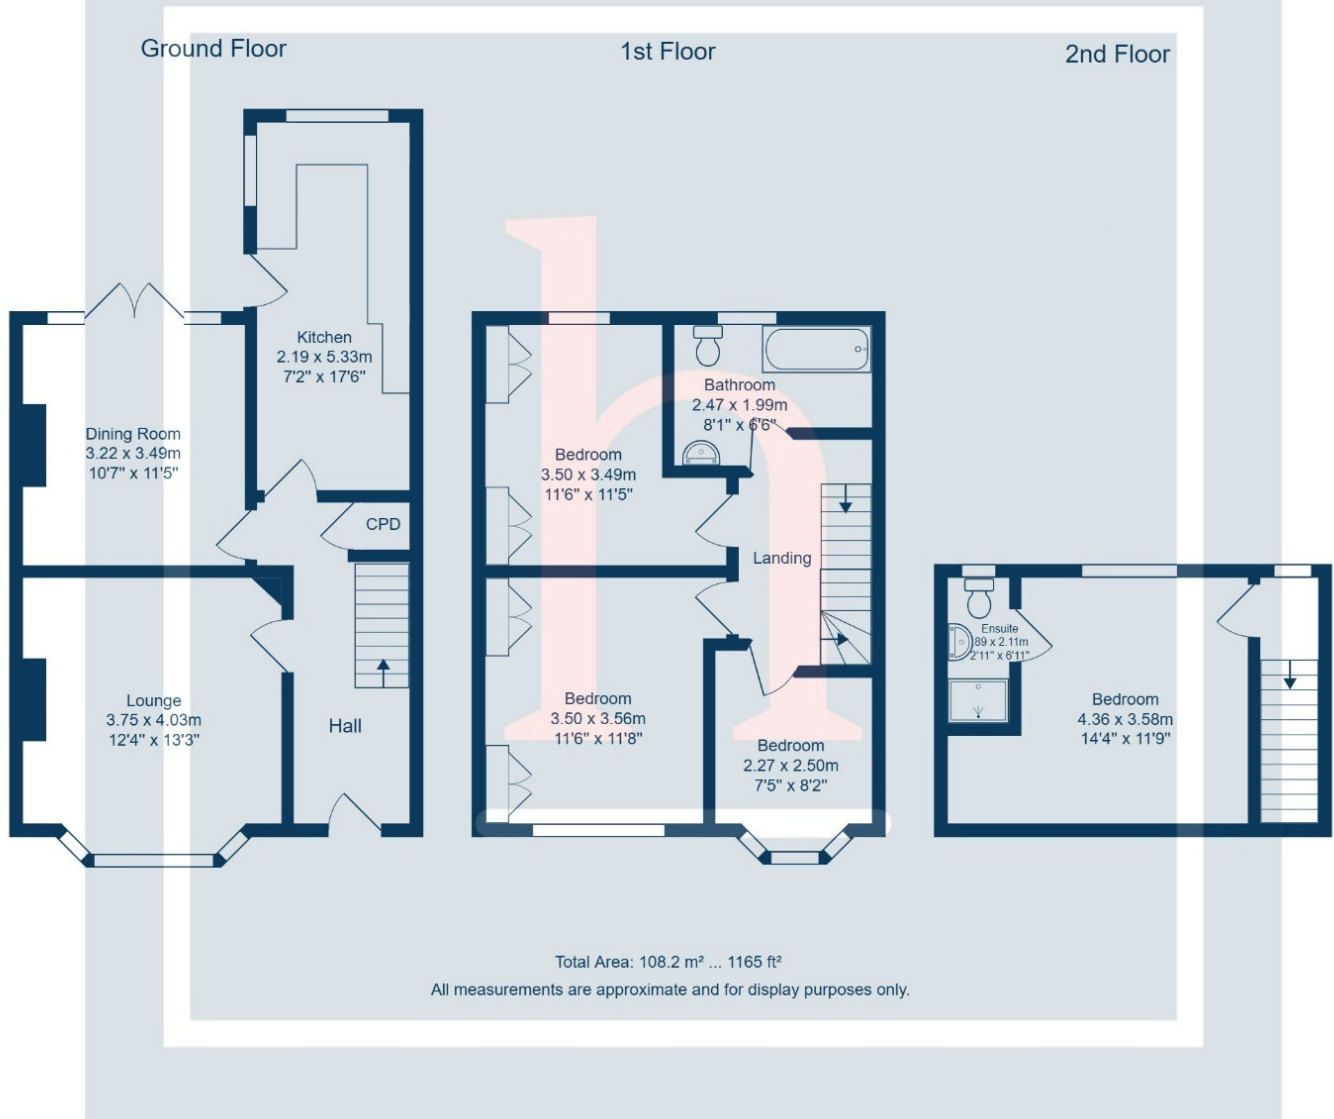 Ground Floor
1st Floor
2nd Floor
Kitchen
2.19 x 5.33m
7'2" x 17'6"
Dining Room
3.22 x 3.49m
10'7" x 11'5"
CPD
Lounge
3.75 x 4.03m
12'4" x 13'3"
Hall
Bathroom
2.47 x 1.99m
8'1" x 6'6"
Bedroom
3.50 x 3.49m
11'6" x 11'5"
Landing
Bedroom
3.50 x 3.56m
11'6" x 11'8"
Bedroom
2.27 x 2.50m
7'5" x 8'2"
Ensuite
.89 x 2.11m
2'11" x 6'11"
Bedroom
4.36 x 3.58m
14'4" x 11'9"
Total Area: 108.2 m² ... 1165 ft²
All measurements are approximate and for display purposes only.
h